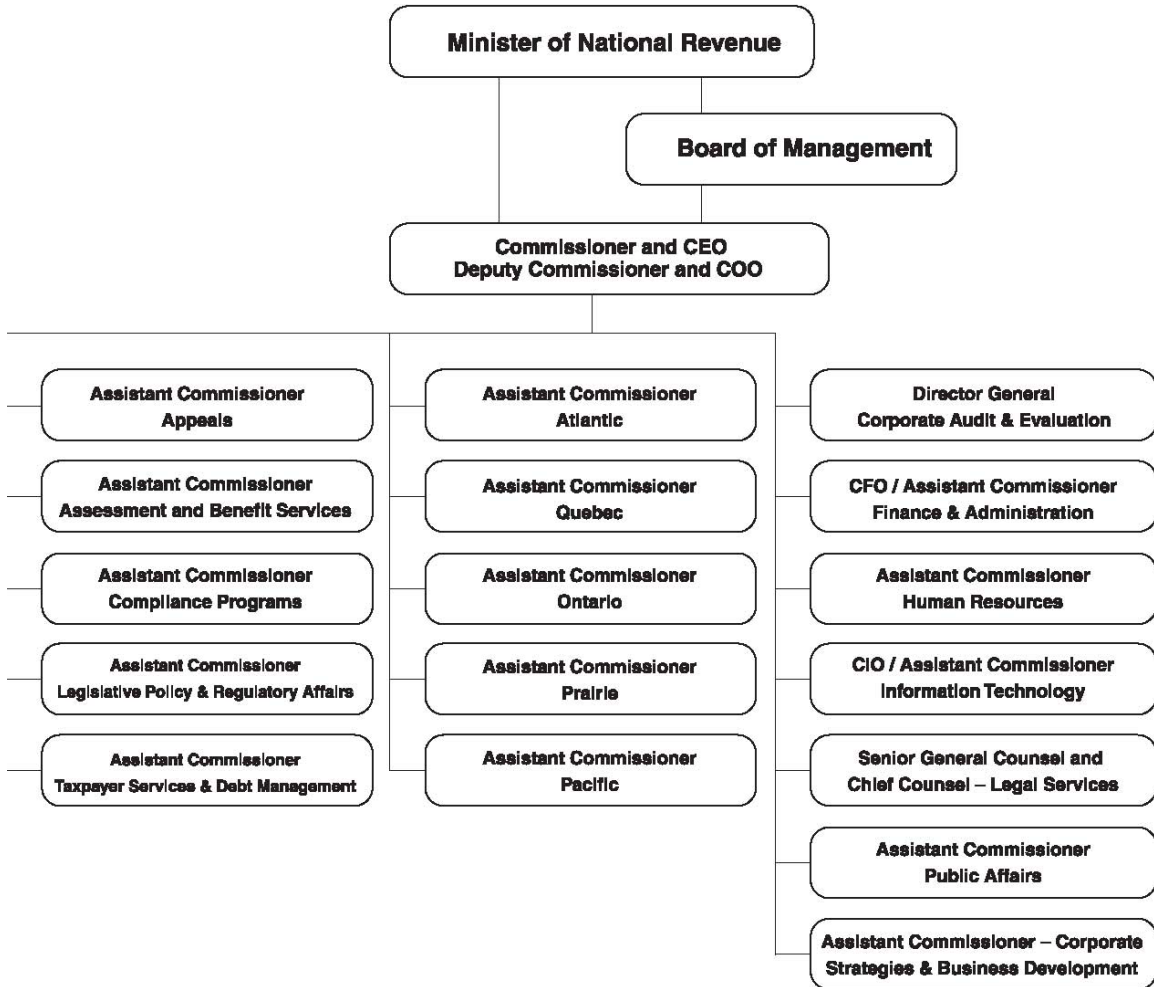 Minister of National Revenue
Board of Management
Commissioner and CEO
Deputy Commissioner and COO
Assistant Commissioner
Appeals
Assistant Commissioner
Assessment and Benefit Services
Assistant Commissioner
Compliance Programs
Assistant Commissioner
Legislative Policy & Regulatory Affairs
Assistant Commissioner
Taxpayer Services & Debt Management
Assistant Commissioner
Atlantic
Assistant Commissioner
Quebec
Assistant Commissioner
Ontario
Assistant Commissioner
Prairie
Assistant Commissioner
Pacific
Director General
Corporate Audit & Evaluation
CFO / Assistant Commissioner
Finance & Administration
Assistant Commissioner
Human Resources
CIO / Assistant Commissioner
Information Technology
Senior General Counsel and
Chief Counsel – Legal Services
Assistant Commissioner
Public Affairs
Assistant Commissioner – Corporate
Strategies & Business Development